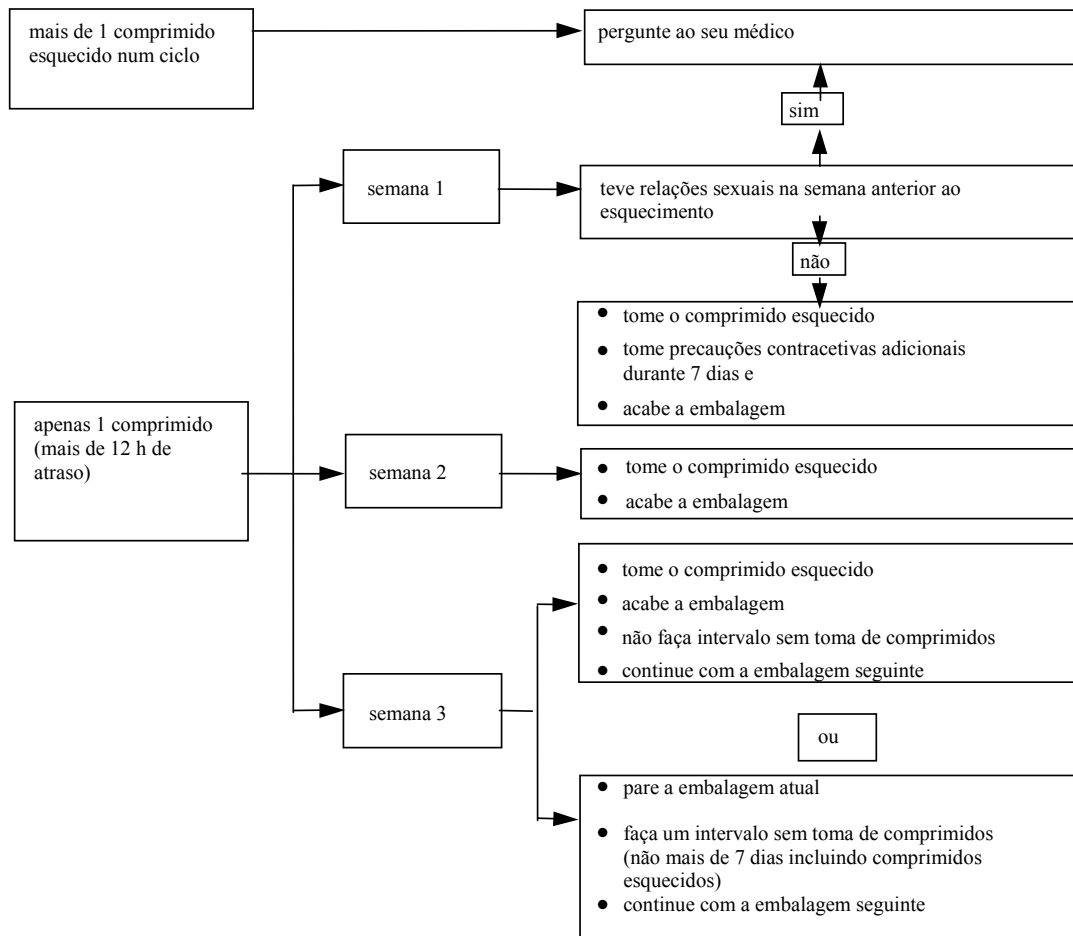 mais de 1 comprimido
esquecido num ciclo
pergunte ao seu médico
sim
semana 1
teve relações sexuais na semana anterior ao
esquecimento
não
• tome o comprimido esquecido
• tome precauções contracetivas adicionais
durante 7 dias e
• acabe a embalagem
apenas 1 comprimido
(mais de 12 h de
atraso)
semana 2
• tome o comprimido esquecido
• acabe a embalagem
semana 3
• tome o comprimido esquecido
• acabe a embalagem
• não faça intervalo sem toma de comprimidos
• continue com a embalagem seguinte
ou
• pare a embalagem atual
• faça um intervalo sem toma de comprimidos
(não mais de 7 dias incluindo comprimidos
esquecidos)
• continue com a embalagem seguinte